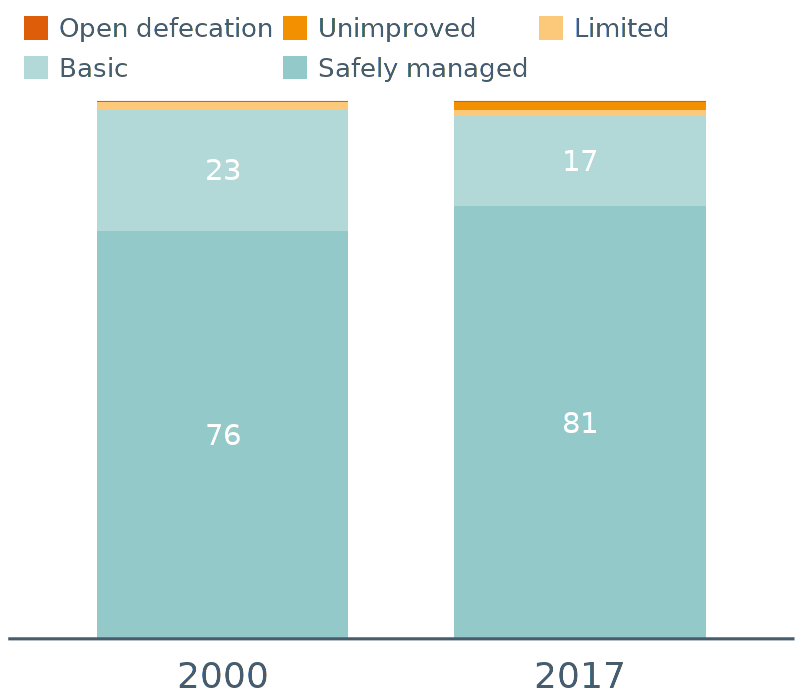 Open defecation Unimproved Limited
Basic Safely managed
23 17
76 81
2000 2017